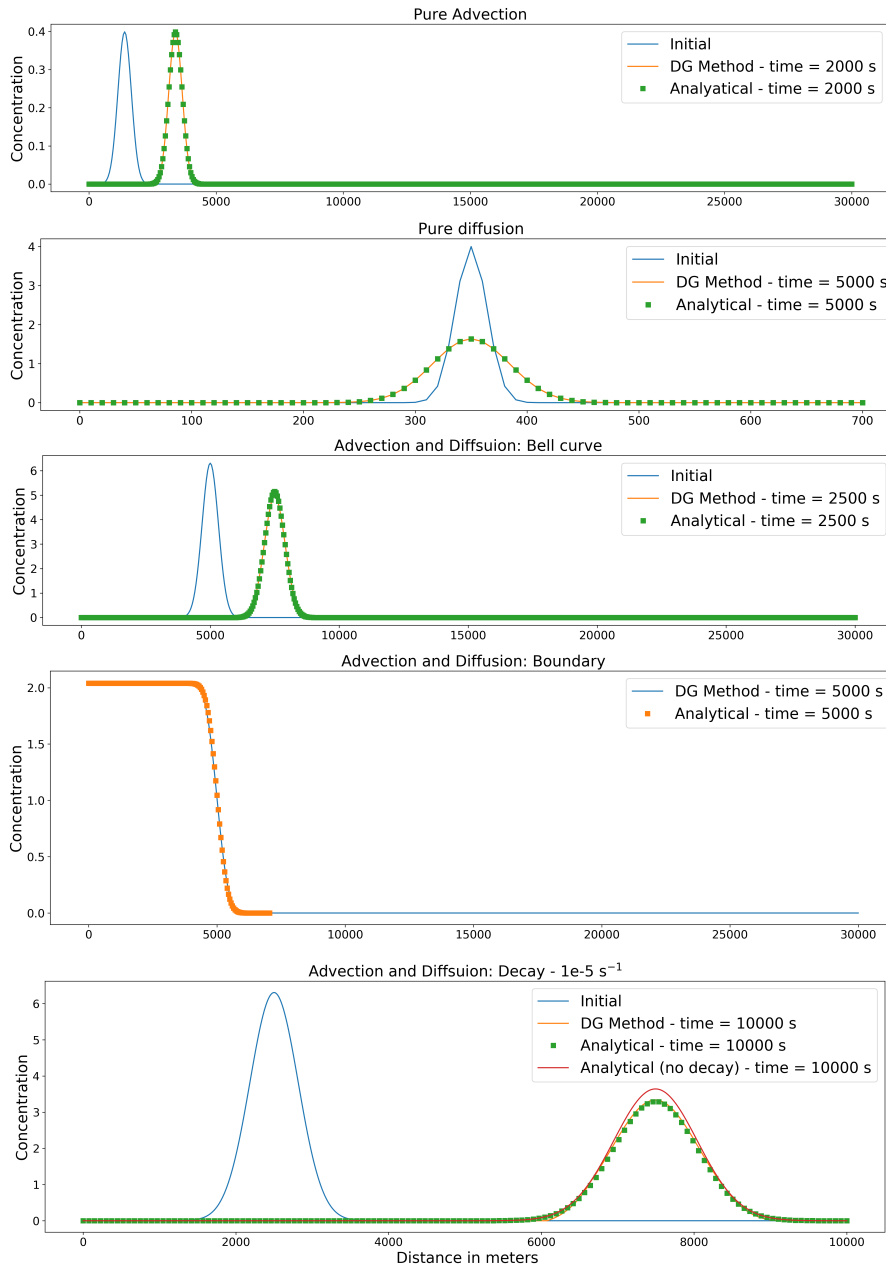 Pure Advection
Concentration
0.4
0.3
0.2
0.1
0.0
Initial
DG Method - time = 2000 s
Analyatical - time = 2000 s
0 5000 10000 15000 20000 25000 30000
Pure diffusion
Concentration
4
3
2
1
0
Initial
DG Method - time = 5000 s
Analytical - time = 5000 s
0 100 200 300 400 500 600 700
Advection and Diffsuion: Bell curve
Concentration
6
5
4
3
2
1
0
Initial
DG Method - time = 2500 s
Analytical - time = 2500 s
0 5000 10000 15000 20000 25000 30000
Advection and Diffusion: Boundary
Concentration
2.0
1.5
1.0
0.5
0.0
DG Method - time = 5000 s
Analytical - time = 5000 s
0 5000 10000 15000 20000 25000 30000
Advection and Diffsuion: Decay - 1e-5 s⁻¹
Concentration
6
5
4
3
2
1
0
Initial
DG Method - time = 10000 s
Analytical - time = 10000 s
Analytical (no decay) - time = 10000 s
0 2000 4000 6000 8000 10000
Distance in meters